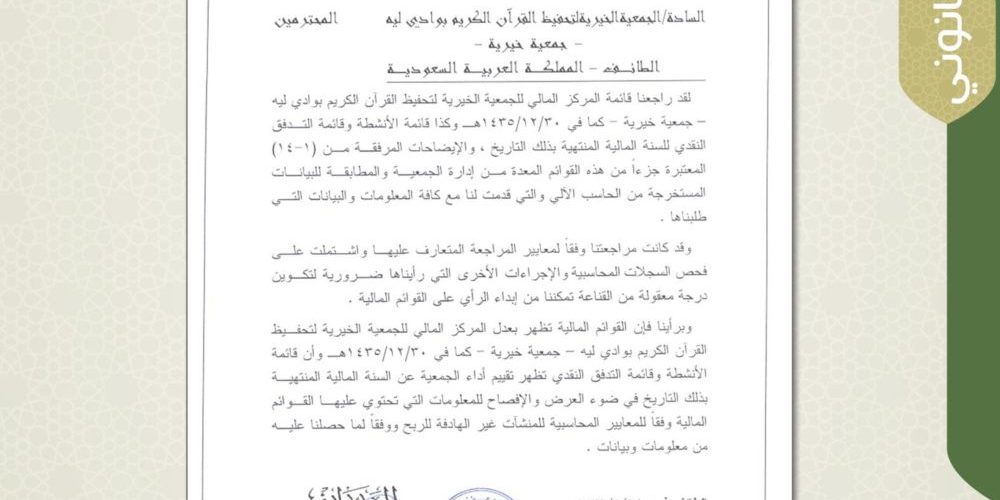 السادة/الجمعية الخيرية لتحفيظ القرآن الكريم بوادي ليه المحترمين
– جمعية خيرية –
الطائف – المملكة العربية السعودية
لقد راجعنا قائمة المركز المالي للجمعية الخيرية لتحفيظ القرآن الكريم بوادي ليه
– جمعية خيرية – كما في ١٤٣٥/١٢/٣٠هـ وكذا قائمة الأنشطة وقائمة التدفق
النقدي للسنة المالية المنتهية بذلك التاريخ ، والإيضاحات المرفقة من (١-١٤)
المعتبرة جزءاً من هذه القوائم المعدة من إدارة الجمعية والمطابقة للبيانات
المستخرجة من الحاسب الآلي والتي قدمت لنا مع كافة المعلومات والبيانات التي
طلبناها .
وقد كانت مراجعتنا وفقاً لمعايير المراجعة المتعارف عليها واشتملت على
فحص السجلات المحاسبية والإجراءات الأخرى التي رأيناها ضرورية لتكوين
درجة معقولة من القناعة تمكننا من إبداء الرأي على القوائم المالية .
وبرأينا فإن القوائم المالية تظهر بعدل المركز المالي للجمعية الخيرية لتحفيظ
القرآن الكريم بوادي ليه – جمعية خيرية – كما في ١٤٣٥/١٢/٣٠هـ وأن قائمة
الأنشطة وقائمة التدفق النقدي تظهر تقييم أداء الجمعية عن السنة المالية المنتهية
بذلك التاريخ في ضوء العرض والإفصاح للمعلومات التي تحتوي عليها القوائم
المالية وفقاً للمعايير المحاسبية للمنشآت غير الهادفة للربح ووفقاً لما حصلنا عليه
من معلومات وبيانات .